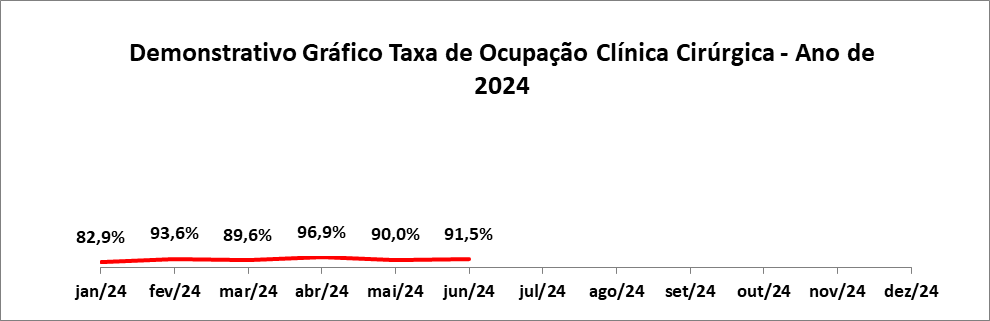 Demonstrativo Gráfico Taxa de Ocupação Clínica Cirúrgica - Ano de
2024
82,9% 93,6% 89,6% 96,9% 90,0% 91,5%
jan/24 fev/24 mar/24 abr/24 mai/24 jun/24 jul/24 ago/24 set/24 out/24 nov/24 dez/24